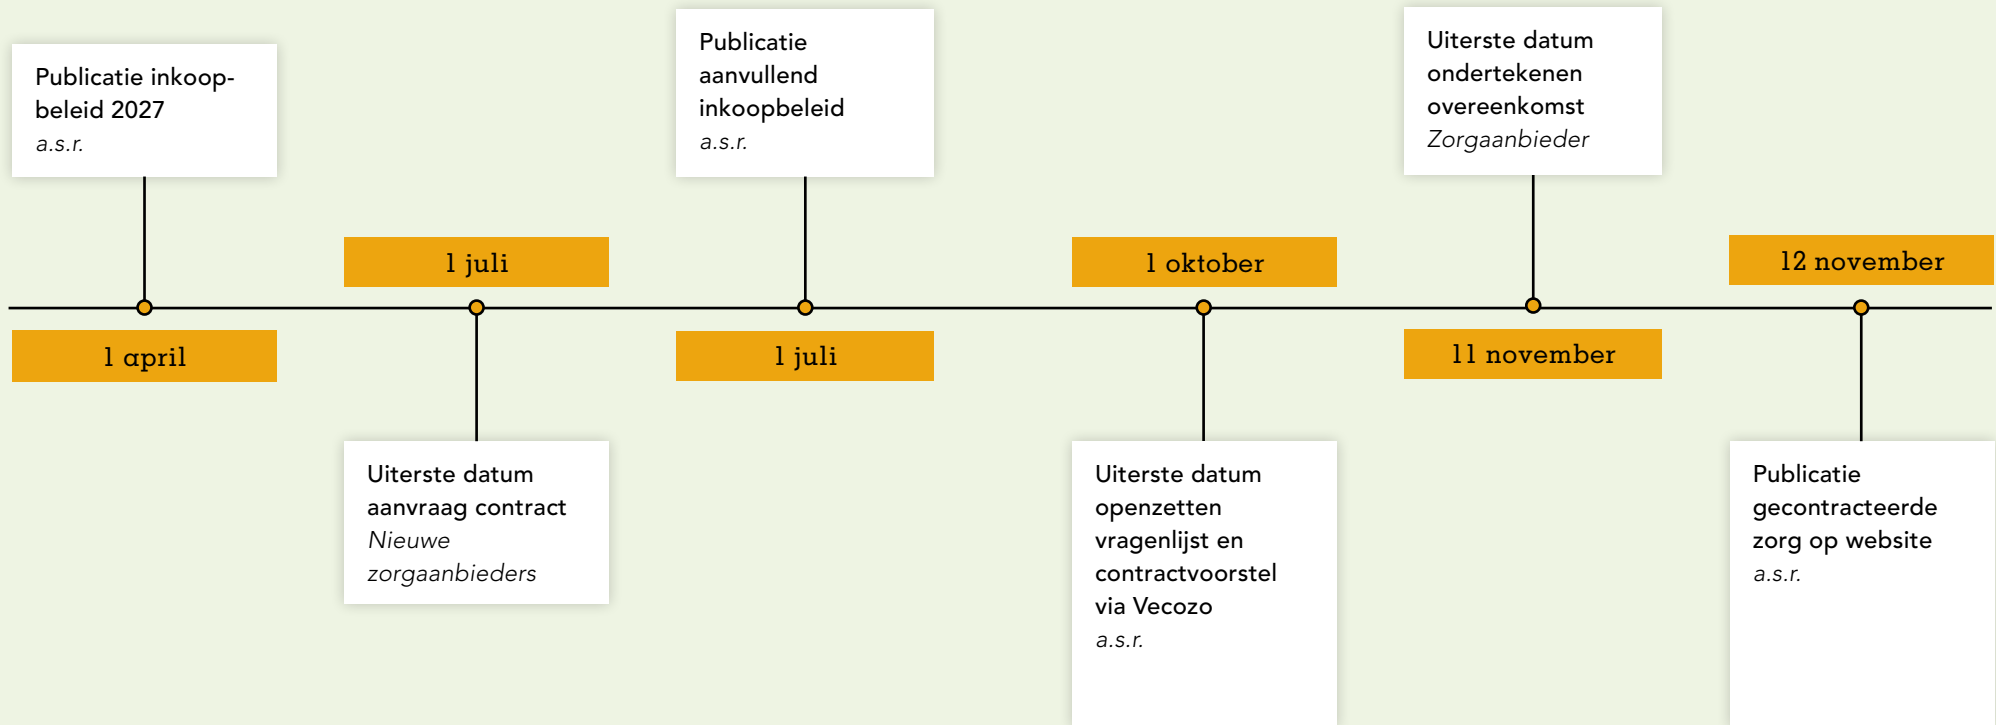 Publicatie inkoop-
beleid 2027
a.s.r.
1 april
1 juli
Uiterste datum
aanvraag contract
Nieuwe
zorgaanbieders
Publicatie
aanvullend
inkoopbeleid
a.s.r.
1 juli
1 oktober
Uiterste datum
openzetten
vragenlijst en
contractvoorstel
via Vecozo
a.s.r.
Uiterste datum
ondertekenen
overeenkomst
Zorgaanbieder
11 november
12 november
Publicatie
gecontracteerde
zorg op website
a.s.r.